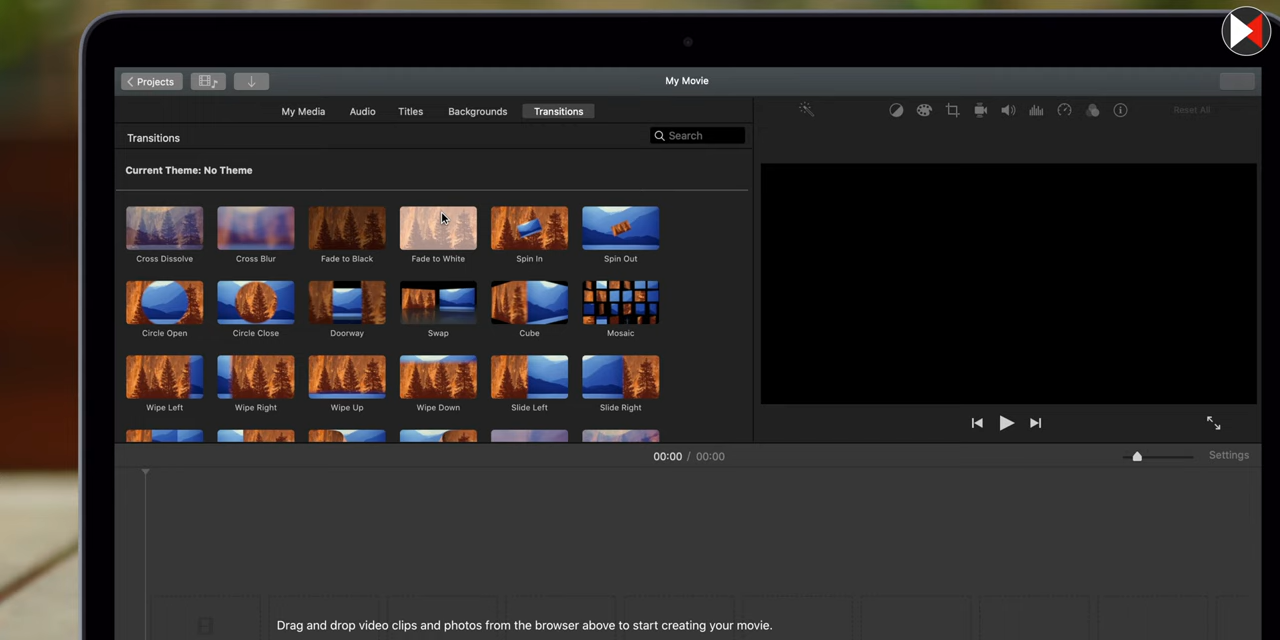 Projects
My Movie
My Media Audio Titles Backgrounds Transitions
Reset All
Transitions
Search
Current Theme: No Theme
Cross Dissolve Cross Blur Fade to Black Fade to White Spin In Spin Out
Circle Open Circle Close Doorway Swap Cube Mosaic
Wipe Left Wipe Right Wipe Up Wipe Down Slide Left Slide Right
00:00 / 00:00
Settings
Drag and drop video clips and photos from the browser above to start creating your movie.